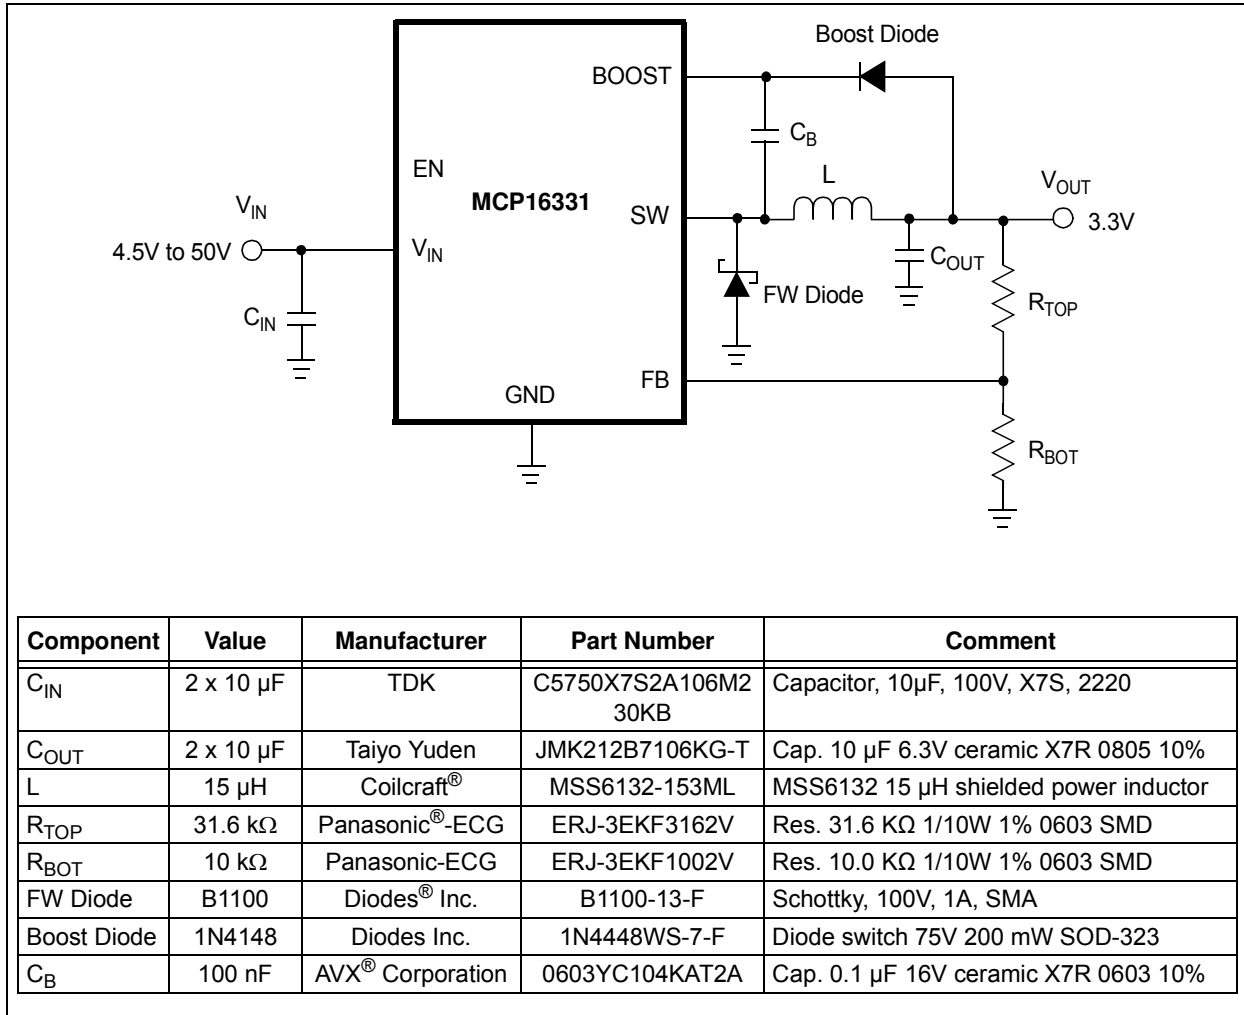 Boost Diode
BOOST
C_B
EN
MCP16331
L
V_IN
V_OUT
SW
3.3V
4.5V to 50V
V_IN
C_OUT
FW Diode
C_IN
R_TOP
FB
GND
R_BOT
Component Value Manufacturer Part Number Comment
C_IN 2 x 10 µF TDK C5750X7S2A106M2 Capacitor, 10µF, 100V, X7S, 2220
30KB
C_OUT 2 x 10 µF Taiyo Yuden JMK212B7106KG-T Cap. 10 µF 6.3V ceramic X7R 0805 10%
L 15 µH Coilcraft® MSS6132-153ML MSS6132 15 µH shielded power inductor
R_TOP 31.6 kΩ Panasonic®-ECG ERJ-3EKF3162V Res. 31.6 KΩ 1/10W 1% 0603 SMD
R_BOT 10 kΩ Panasonic-ECG ERJ-3EKF1002V Res. 10.0 KΩ 1/10W 1% 0603 SMD
FW Diode B1100 Diodes® Inc. B1100-13-F Schottky, 100V, 1A, SMA
Boost Diode 1N4148 Diodes Inc. 1N4448WS-7-F Diode switch 75V 200 mW SOD-323
C_B 100 nF AVX® Corporation 0603YC104KAT2A Cap. 0.1 µF 16V ceramic X7R 0603 10%